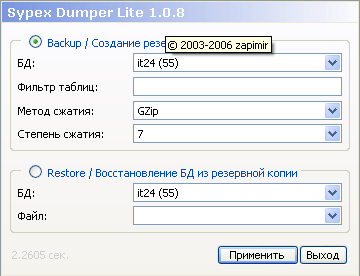 Sypex Dumper Lite 1.0.8
Backup / Создание резе
© 2003-2006 zapimir
БД:
it24 (55)
Фильтр таблиц:
Метод сжатия:
GZip
Степень сжатия:
7
Restore / Восстановление БД из резервной копии
БД:
it24 (55)
Файл:
2.2605 сек.
Применить
Выход